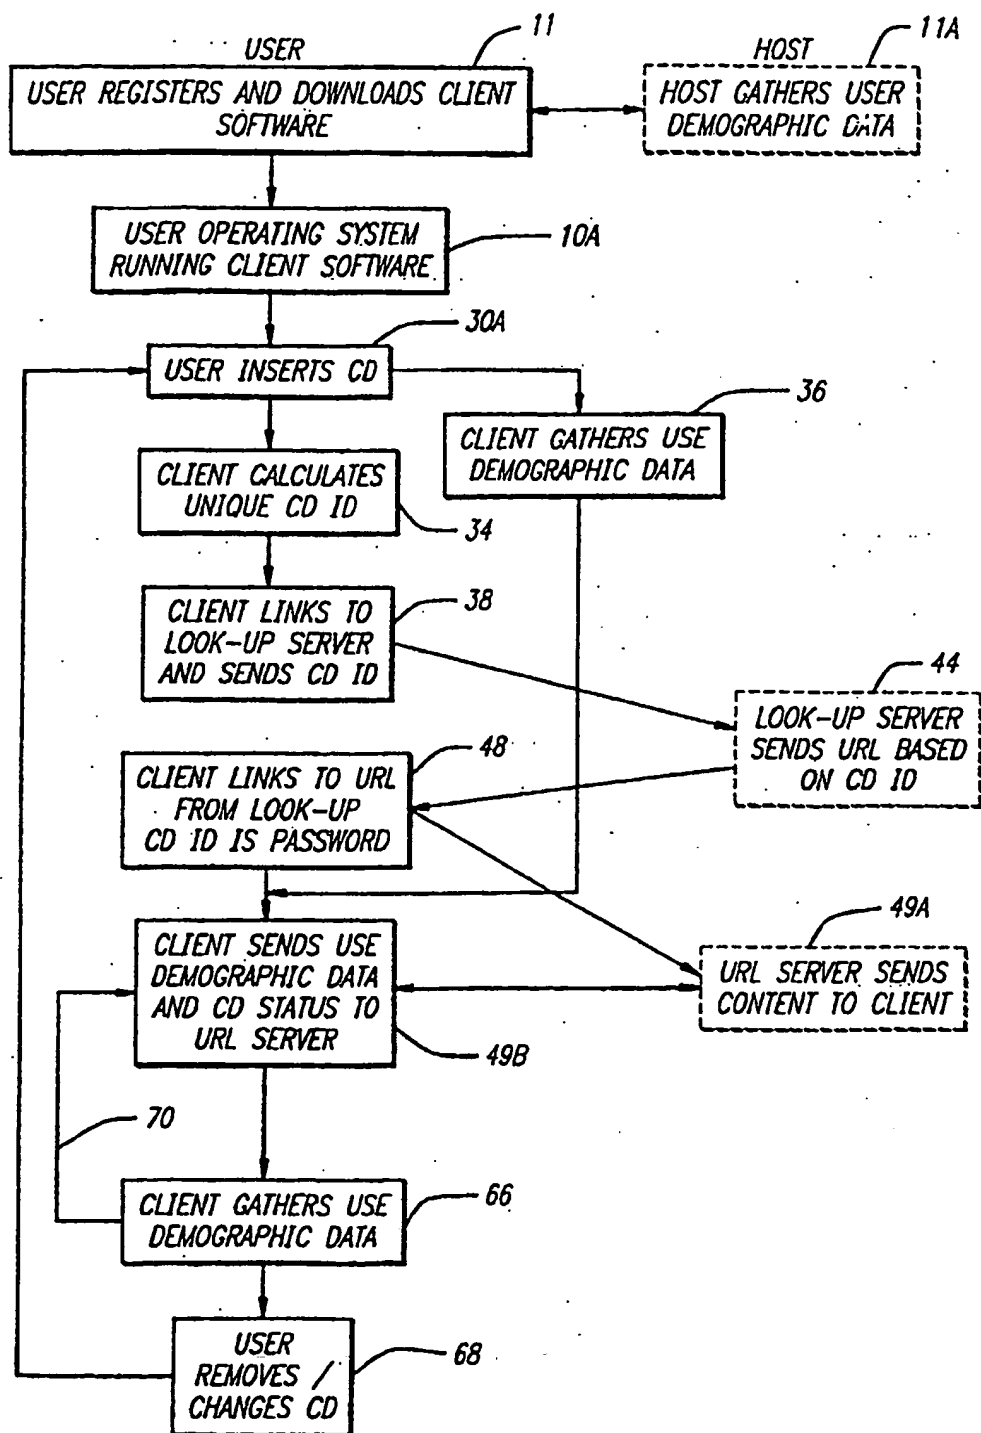 11
11A
USER
HOST
USER REGISTERS AND DOWNLOADS CLIENT
SOFTWARE
HOST GATHERS USER
DEMOGRAPHIC DATA
USER OPERATING SYSTEM
RUNNING CLIENT SOFTWARE
10A
30A
USER INSERTS CD
36
CLIENT GATHERS USE
DEMOGRAPHIC DATA
CLIENT CALCULATES
UNIQUE CD ID
34
38
CLIENT LINKS TO
LOOK-UP SERVER
AND SENDS CD ID
44
LOOK-UP SERVER
SENDS URL BASED
ON CD ID
48
CLIENT LINKS TO URL
FROM LOOK-UP
CD ID IS PASSWORD
49A
CLIENT SENDS USE
DEMOGRAPHIC DATA
AND CD STATUS TO
URL SERVER
URL SERVER SENDS
CONTENT TO CLIENT
49B
70
66
CLIENT GATHERS USE
DEMOGRAPHIC DATA
USER
REMOVES /
CHANGES CD
68